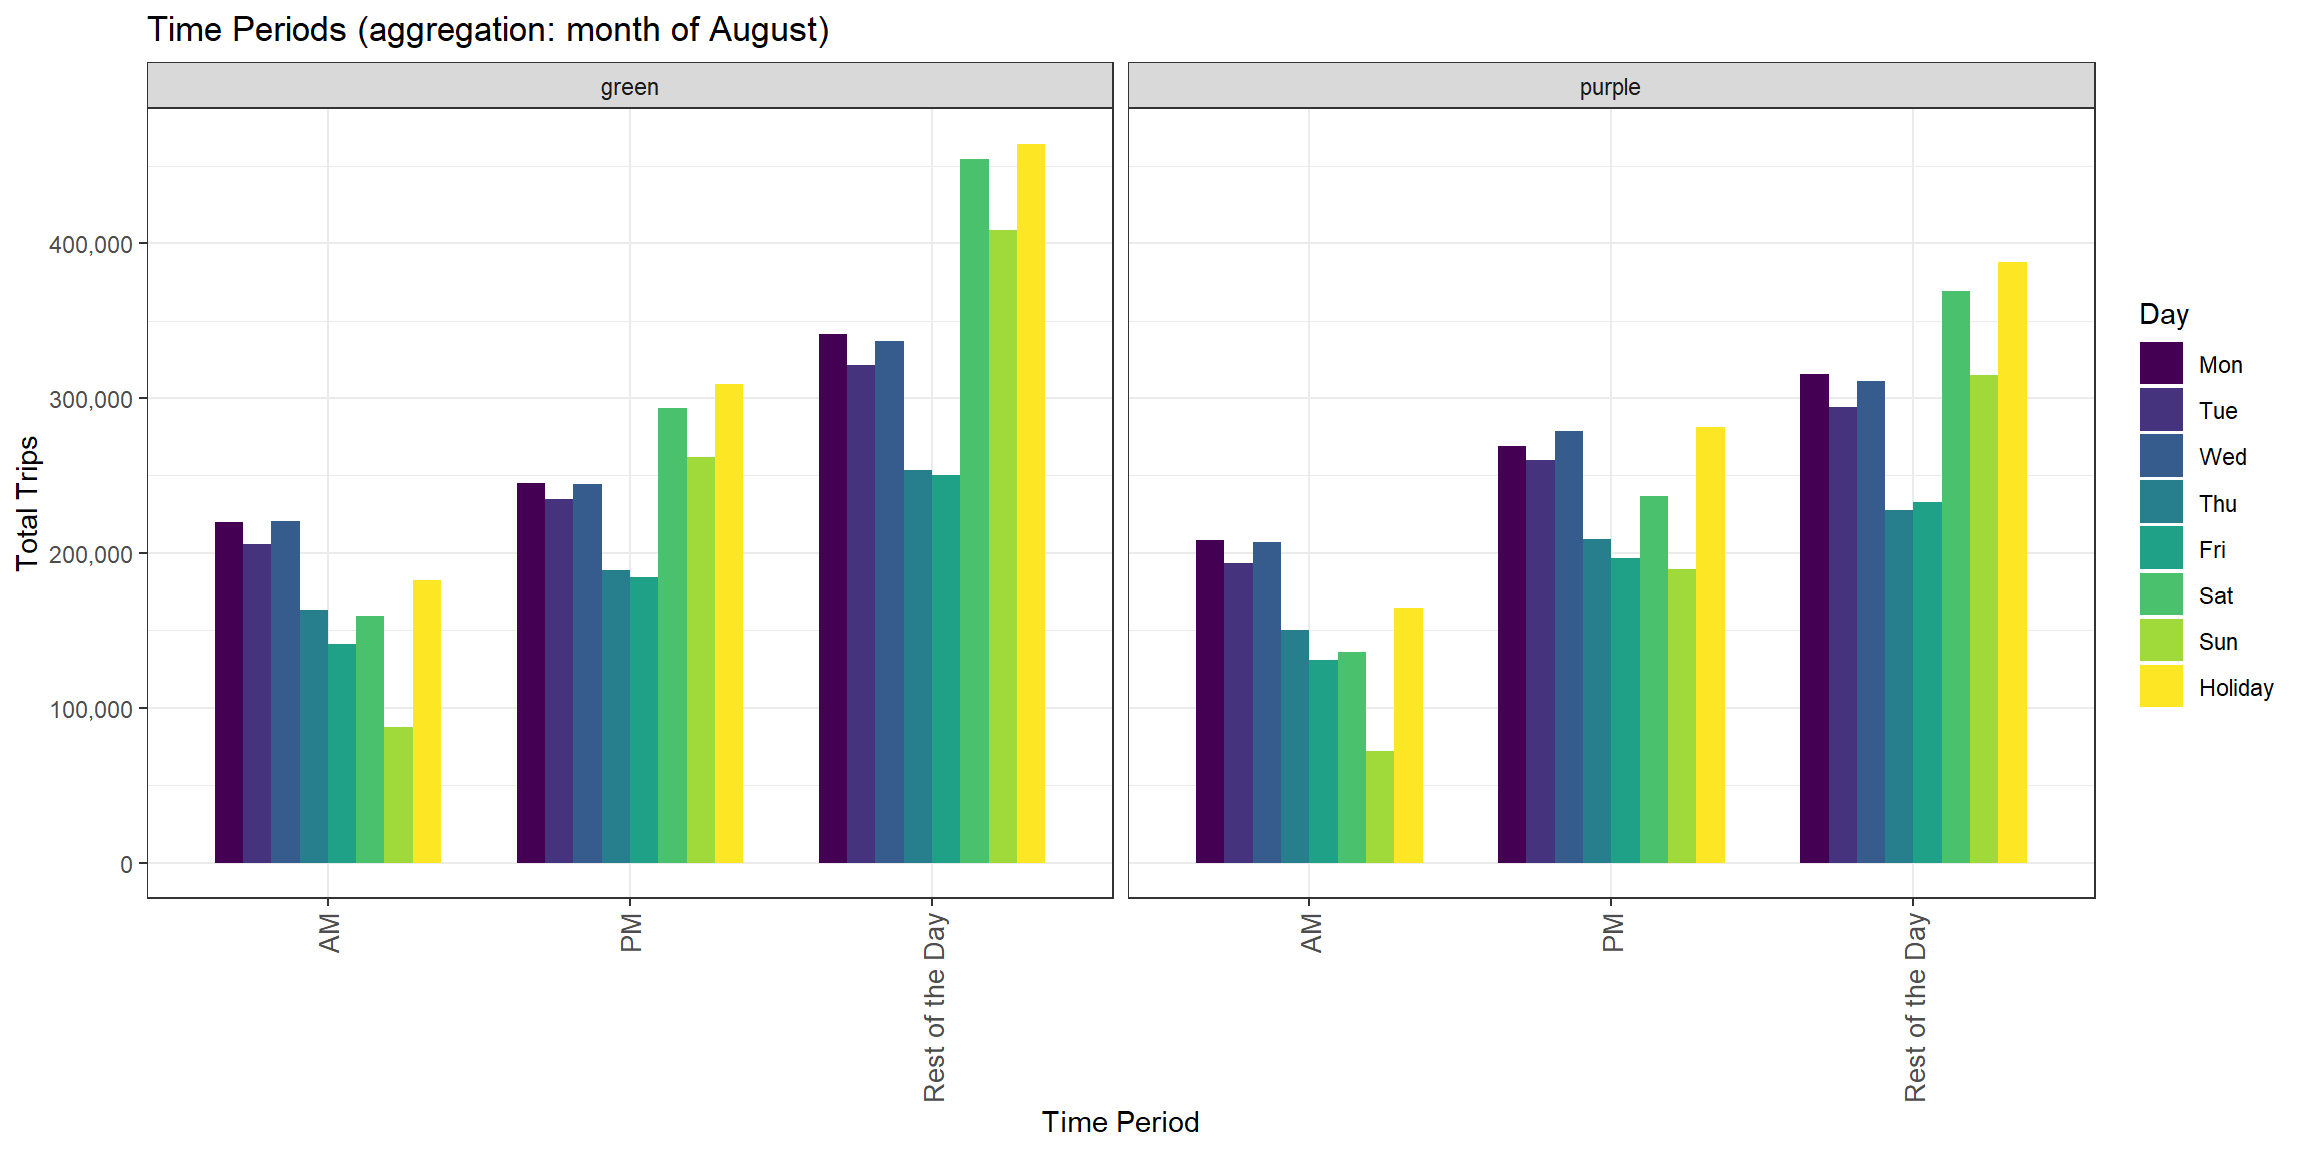 Time Periods (aggregation: month of August)
green
purple
Total Trips
400,000
300,000
200,000
100,000
0
AM
PM
Rest of the Day
AM
PM
Rest of the Day
Time Period
Day
Mon
Tue
Wed
Thu
Fri
Sat
Sun
Holiday